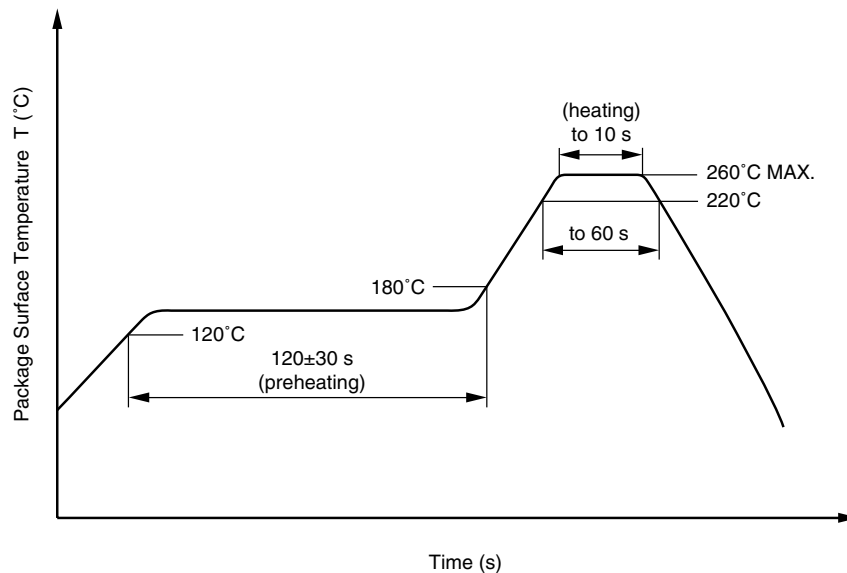 Package Surface Temperature T (˚C)
(heating)
to 10 s
260˚C MAX.
220˚C
to 60 s
180˚C
120˚C
120±30 s
(preheating)
Time (s)